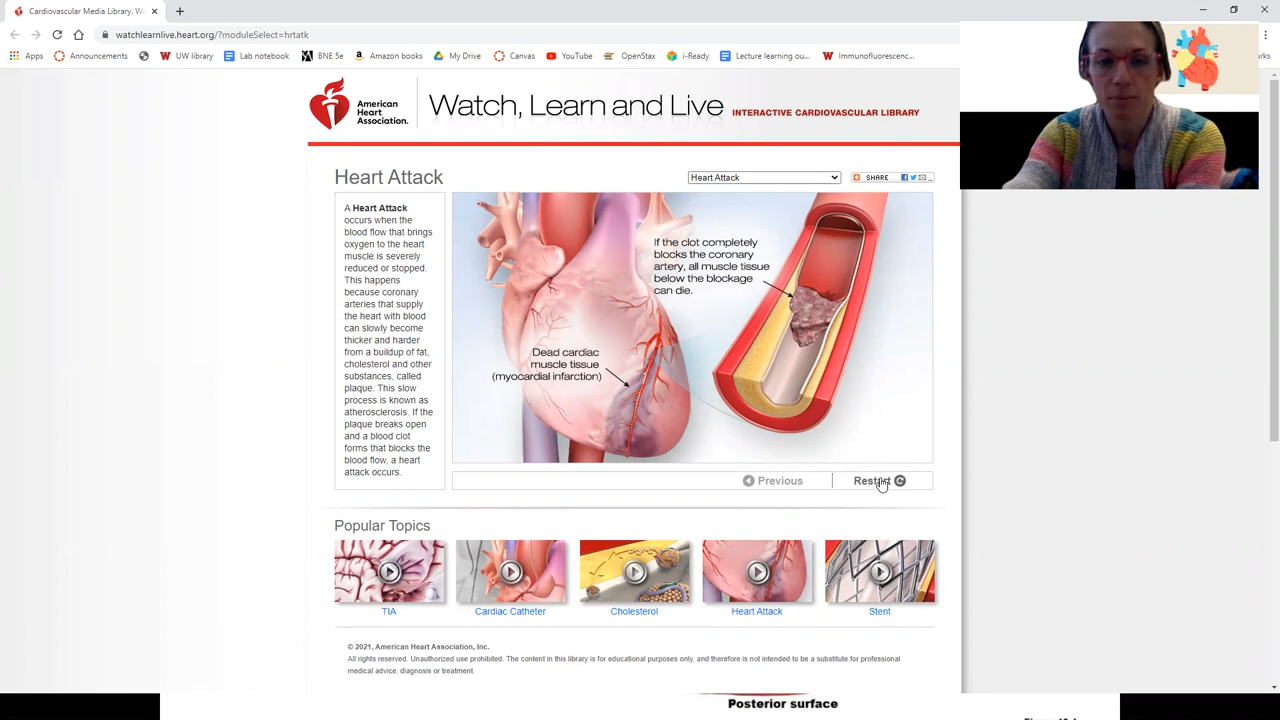 Cardiovascular Media Library. W
watchlearnlive.heart.org/?moduleSelect=hrtatk
Apps Announcements UW library Lab notebook BNE 5e Amazon books My Drive Canvas YouTube OpenStax i-Ready Lecture learning ou... Immunofluorescenc...
American
Heart
Association.
Watch, Learn and Live INTERACTIVE CARDIOVASCULAR LIBRARY
Heart Attack
Heart Attack
SHARE
A Heart Attack
occurs when the
blood flow that brings
oxygen to the heart
muscle is severely
reduced or stopped.
This happens
because coronary
arteries that supply
the heart with blood
can slowly become
thicker and harder
from a buildup of fat,
cholesterol and other
substances, called
plaque. This slow
process is known as
atherosclerosis. If the
plaque breaks open
and a blood clot
forms that blocks the
blood flow, a heart
attack occurs.
If the clot completely
blocks the coronary
artery, all muscle tissue
below the blockage
can die.
Dead cardiac
muscle tissue
(myocardial infarction)
Previous
Restart
Popular Topics
TIA
Cardiac Catheter
Cholesterol
Heart Attack
Stent
© 2021, American Heart Association, Inc.
All rights reserved. Unauthorized use prohibited. The content in this library is for educational purposes only, and therefore is not intended to be a substitute for professional
medical advice, diagnosis or treatment.
Posterior surface